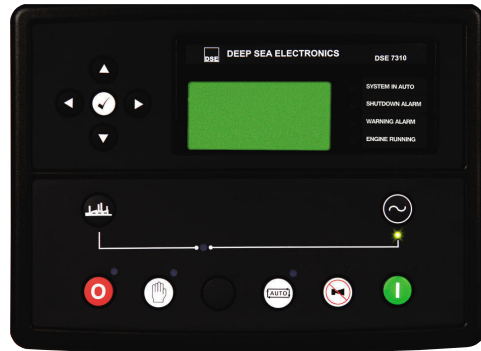 DSE
DEEP SEA ELECTRONICS
DSE 7310
SYSTEM IN AUTO
SHUTDOWN ALARM
WARNING ALARM
ENGINE RUNNING
O
AUTO
I